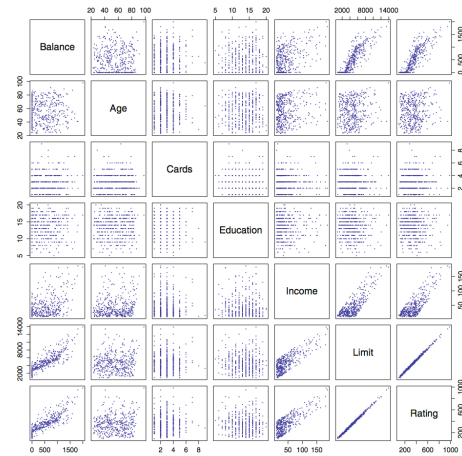 20 40 60 80 100
5 10 15 20
2000 8000 14000
Balance
0 500 1500
20 40 60 80 100
Age
Cards
2 4 6 8
5 10 15 20
Education
Income
50 100 150
2000 8000 14000
Limit
Rating
200 600 1000
0 500 1500
2 4 6 8
50 100 150
200 600 1000